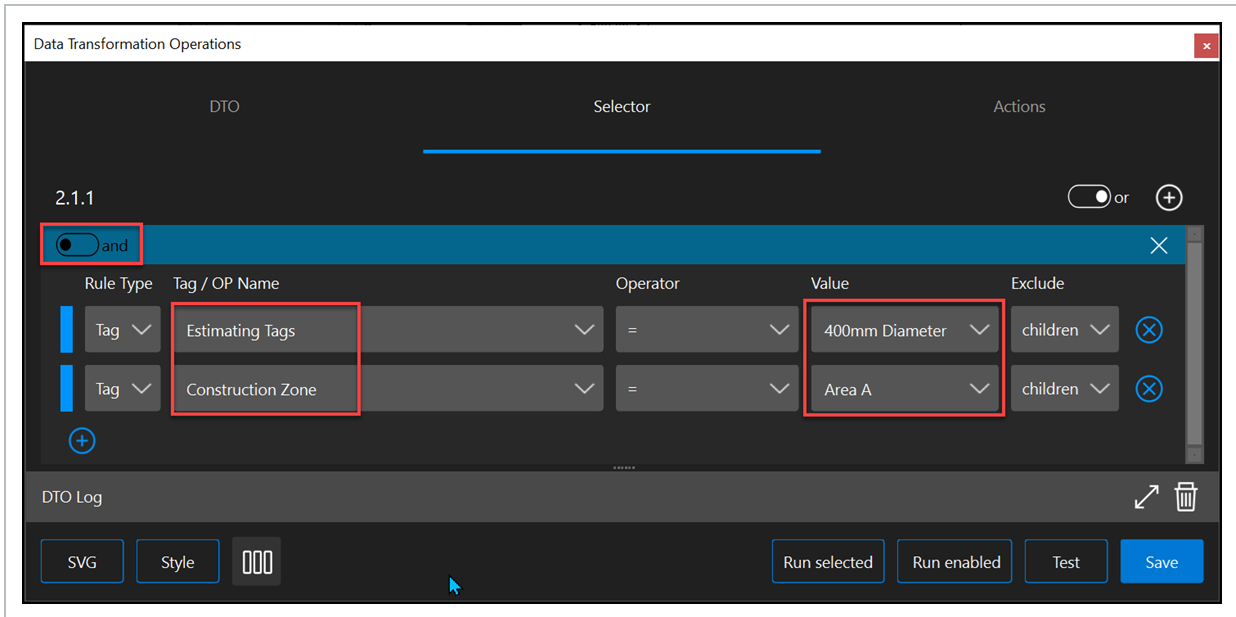 Data Transformation Operations
DTO Selector Actions
2.1.1 or
and
Rule Type Tag / OP Name Operator Value Exclude
Tag Estimating Tags = 400mm Diameter children
Tag Construction Zone = Area A children
DTO Log
SVG Style Run selected Run enabled Test Save